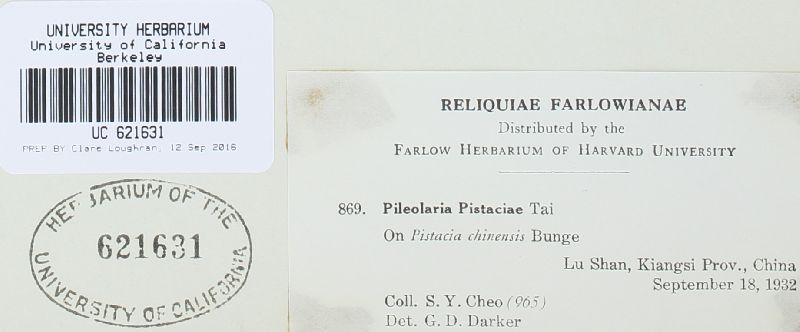 UNIVERSITY HERBARIUM
University of California
Berkeley
UC 621631
PREP BY Clare Loughran, 12 Sep 2016
HERBARIUM OF THE
621631
UNIVERSITY OF CALIFORNIA
RELIQUIAE FARLOWIANAE
Distributed by the
FARLOW HERBARIUM OF HARVARD UNIVERSITY
869. Pileolaria Pistaciae Tai
On Pistacia chinensis Bunge
Lu Shan, Kiangsi Prov., China
September 18, 1932
Coll. S. Y. Cheo (965)
Det. G. D. Darker